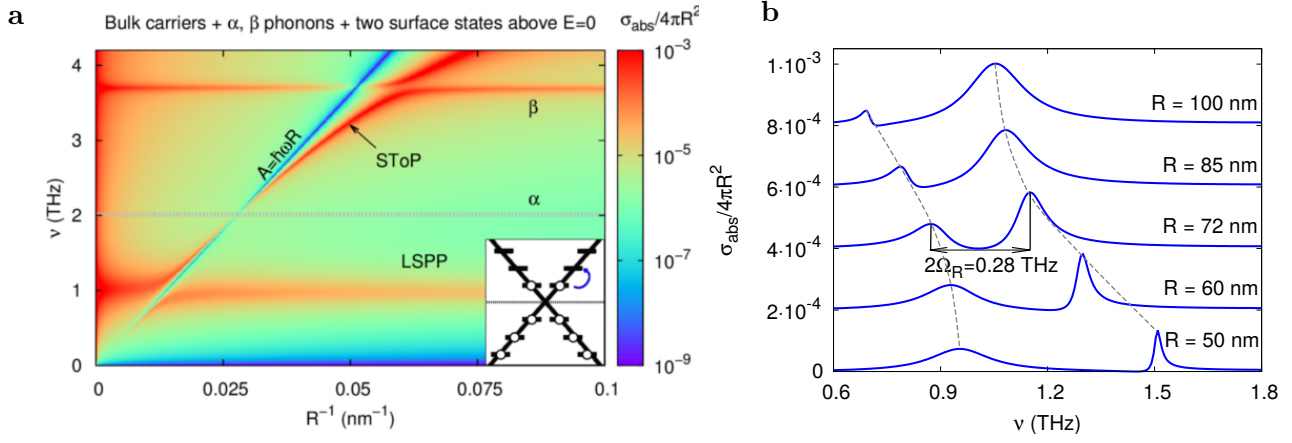 a
Bulk carriers + α, β phonons + two surface states above E=0
σabs/4πR²
4
3
2
1
0
ν (THz)
A=ħωR
SToP
β
α
LSPP
0
0.025
0.05
0.075
0.1
R⁻¹ (nm⁻¹)
10⁻³
10⁻⁵
10⁻⁷
10⁻⁹
b
σabs/4πR²
1·10⁻³
8·10⁻⁴
6·10⁻⁴
4·10⁻⁴
2·10⁻⁴
0
R = 100 nm
R = 85 nm
R = 72 nm
2Ω_R=0.28 THz
R = 60 nm
R = 50 nm
0.6
0.9
1.2
1.5
1.8
ν (THz)